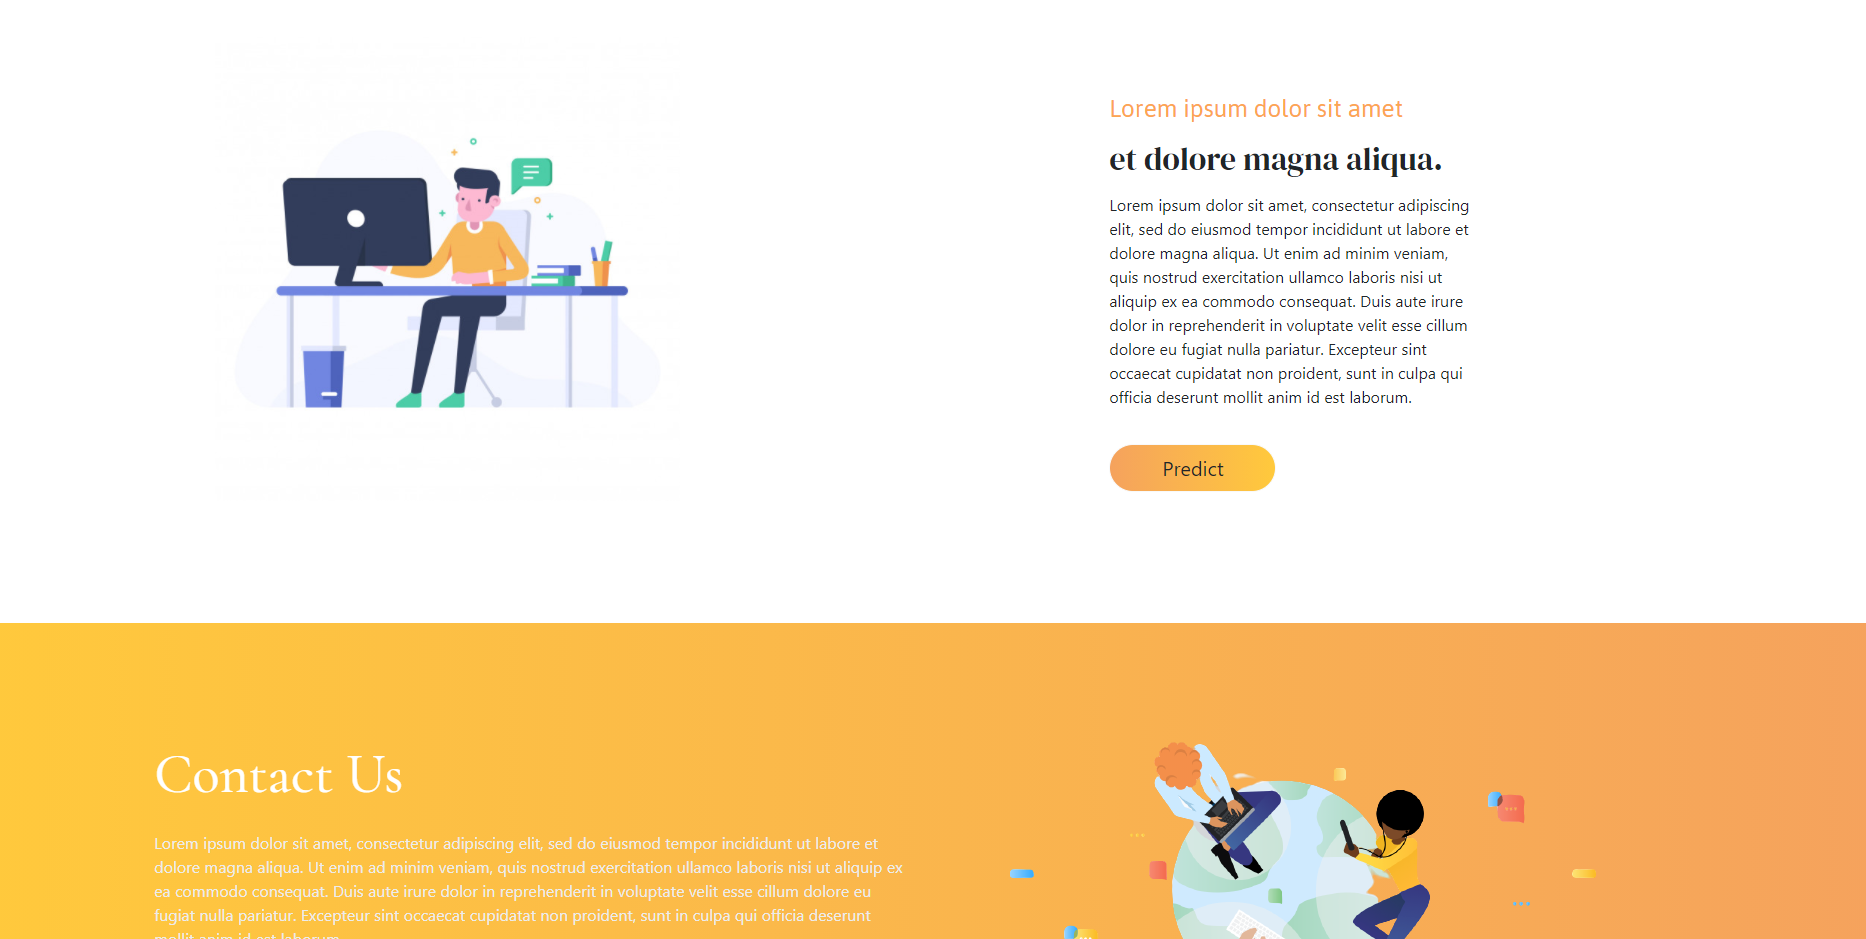 Lorem ipsum dolor sit amet
et dolore magna aliqua.
Lorem ipsum dolor sit amet, consectetur adipiscing
elit, sed do eiusmod tempor incididunt ut labore et
dolore magna aliqua. Ut enim ad minim veniam,
quis nostrud exercitation ullamco laboris nisi ut
aliquip ex ea commodo consequat. Duis aute irure
dolor in reprehenderit in voluptate velit esse cillum
dolore eu fugiat nulla pariatur. Excepteur sint
occaecat cupidatat non proident, sunt in culpa qui
officia deserunt mollit anim id est laborum.
Predict
Contact Us
Lorem ipsum dolor sit amet, consectetur adipiscing elit, sed do eiusmod tempor incididunt ut labore et
dolore magna aliqua. Ut enim ad minim veniam, quis nostrud exercitation ullamco laboris nisi ut aliquip ex
ea commodo consequat. Duis aute irure dolor in reprehenderit in voluptate velit esse cillum dolore eu
fugiat nulla pariatur. Excepteur sint occaecat cupidatat non proident, sunt in culpa qui officia deserunt
mollit anim id est laborum.